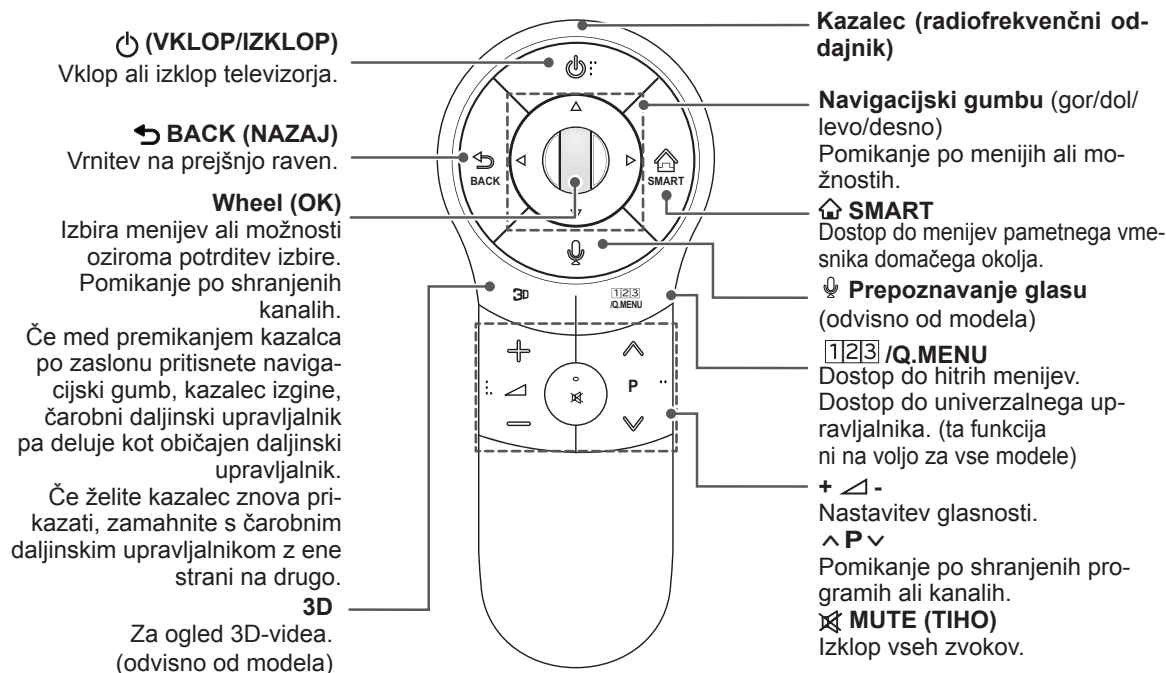 (VKLOP/IZKLOP)
Vklop ali izklop televizorja.
BACK (NAZAJ)
Vrnitev na prejšnjo raven.
Wheel (OK)
Izbira menijev ali možnosti
oziroma potrditev izbire.
Pomikanje po shranjenih
kanalih.
Če med premikanjem kazalca
po zaslonu pritisnete naviga-
cijski gumb, kazalec izgine,
čarobni daljinski upravljalnik
pa deluje kot običajen daljinski
upravljalnik.
Če želite kazalec znova pri-
kazati, zamahnite s čarobnim
daljinskim upravljalnikom z ene
strani na drugo.
3D
Za ogled 3D-videa.
(odvisno od modela)
BACK
SMART
3D
1 2 3
/Q.MENU
P
Kazalec (radiofrekvenčni od-
dajnik)
Navigacijski gumbu (gor/dol/
levo/desno)
Pomikanje po menijih ali mo-
žnostih.
SMART
Dostop do menijev pametnega vme-
snika domačega okolja.
Prepoznavanje glasu
(odvisno od modela)
1 2 3 /Q.MENU
Dostop do hitrih menijev.
Dostop do univerzalnega up-
ravljalnika. (ta funkcija
ni na voljo za vse modele)
+ -
Nastavitev glasnosti.
P
Pomikanje po shranjenih pro-
gramih ali kanalih.
MUTE (TIHO)
Izklop vseh zvokov.